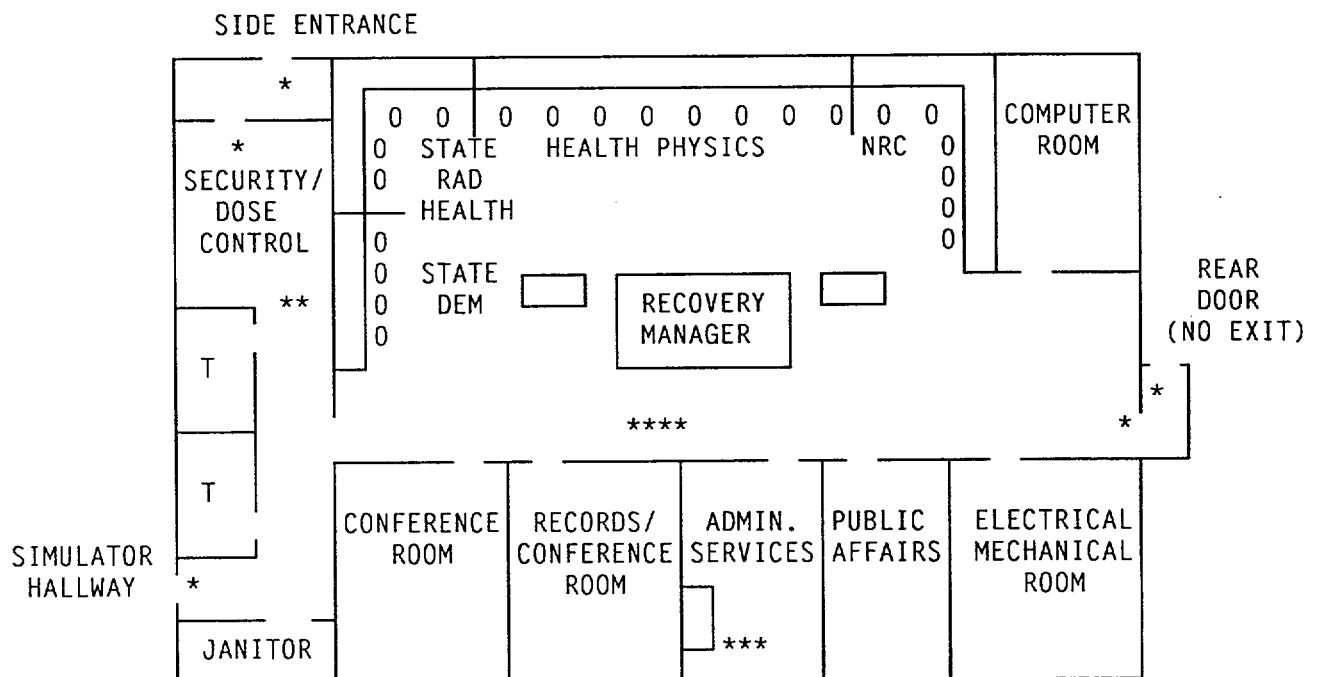 SIDE ENTRANCE
*
0 0 0 0 0 0 0 0 0 0 0 0
COMPUTER
ROOM
*
0 STATE HEALTH PHYSICS NRC 0
SECURITY/
DOSE
CONTROL
0 RAD 0
HEALTH 0
0 0
**
0 STATE
0 DEM
0
RECOVERY
MANAGER
REAR
DOOR
(NO EXIT)
T
*
****
*
T
CONFERENCE
ROOM
RECORDS/
CONFERENCE
ROOM
ADMIN.
SERVICES
PUBLIC
AFFAIRS
ELECTRICAL
MECHANICAL
ROOM
SIMULATOR
HALLWAY
*
JANITOR
***